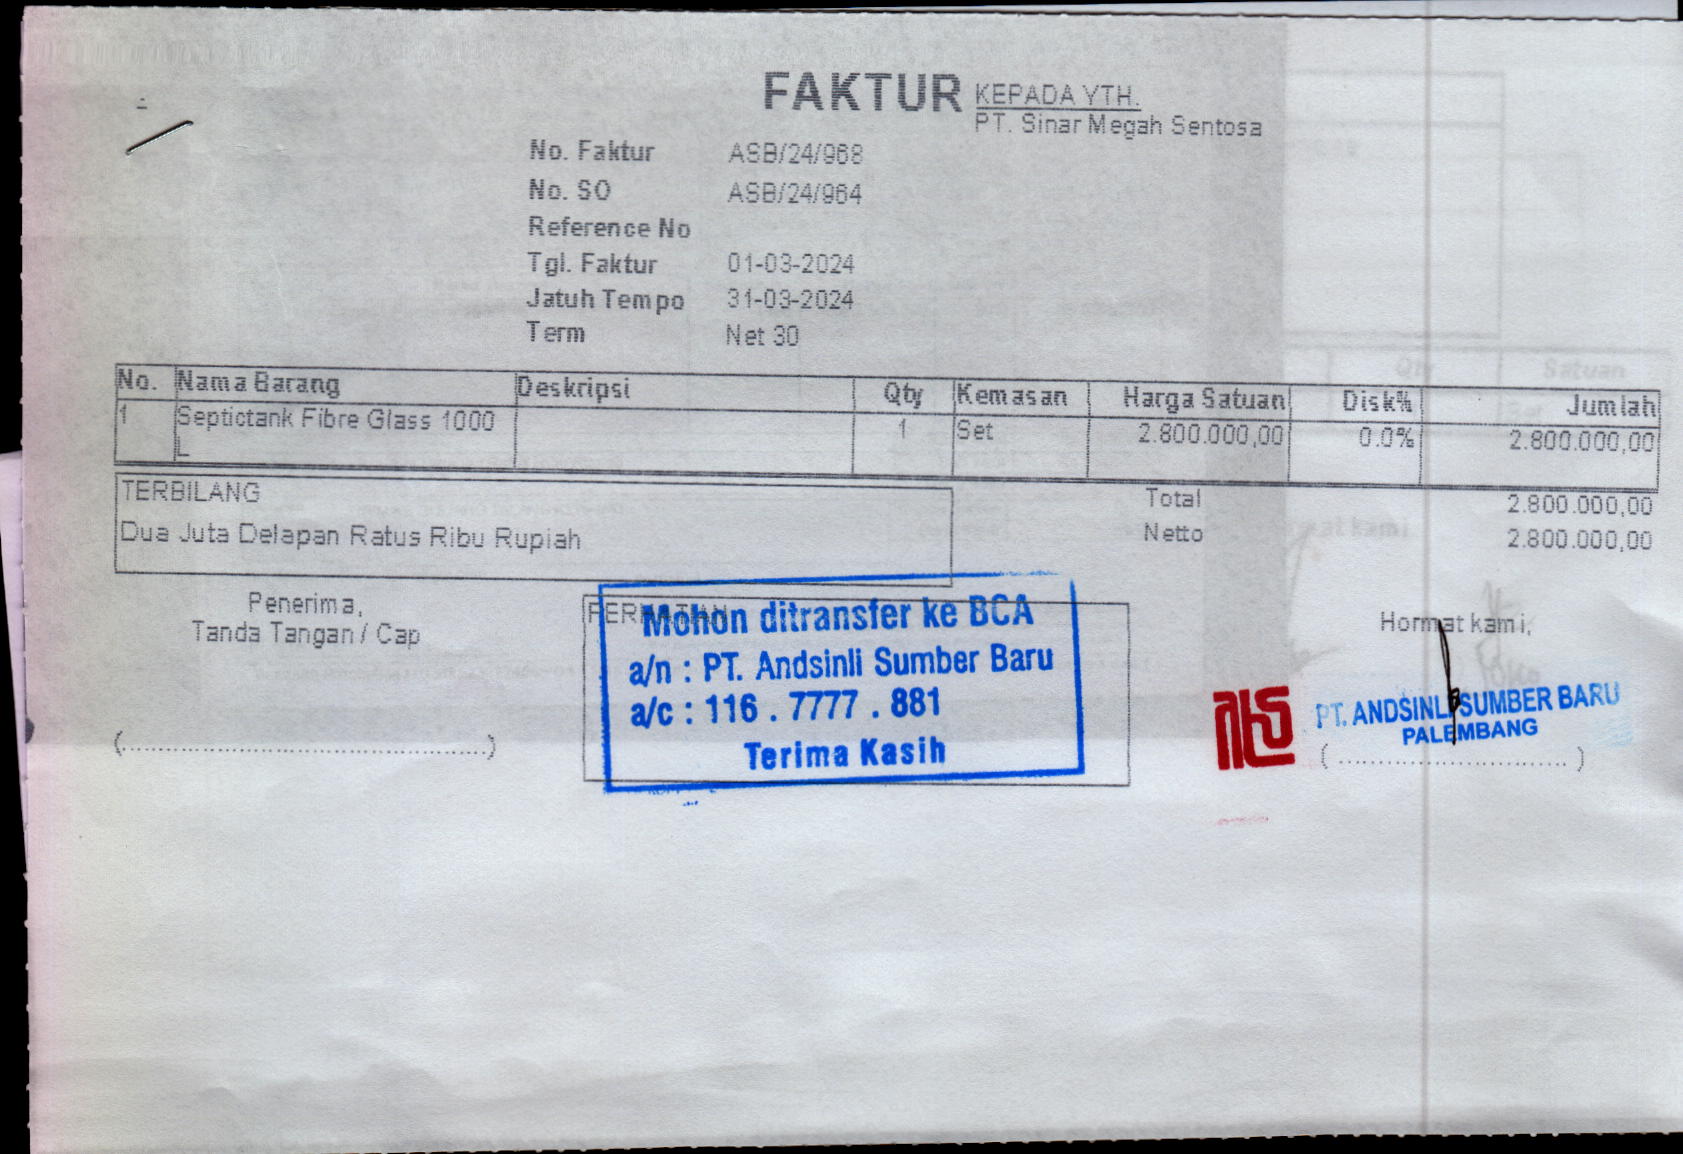 FAKTUR
KEPADA YTH.
PT. Sinar Megah Sentosa
No. Faktur ASB/24/968
No. SO ASB/24/964
Reference No
Tgl. Faktur 01-03-2024
Jatuh Tempo 31-03-2024
Term Net 30
No. Nama Barang Deskripsi Qty Kemasan Harga Satuan Disk% Jumlah
1 Septictank Fibre Glass 1000 1 Set 2.800.000,00 0.0% 2.800.000,00
L
TERBILANG
Dua Juta Delapan Ratus Ribu Rupiah
Total 2.800.000,00
Netto 2.800.000,00
Penerima,
Tanda Tangan / Cap
(....................................................)
PERHATIAN
Mohon ditransfer ke BCA
a/n : PT. Andsinli Sumber Baru
a/c : 116 . 7777 . 881
Terima Kasih
Hormat kami,
PT. ANDSINLI SUMBER BARU
PALEMBANG
( ................................ )
Qty Satuan